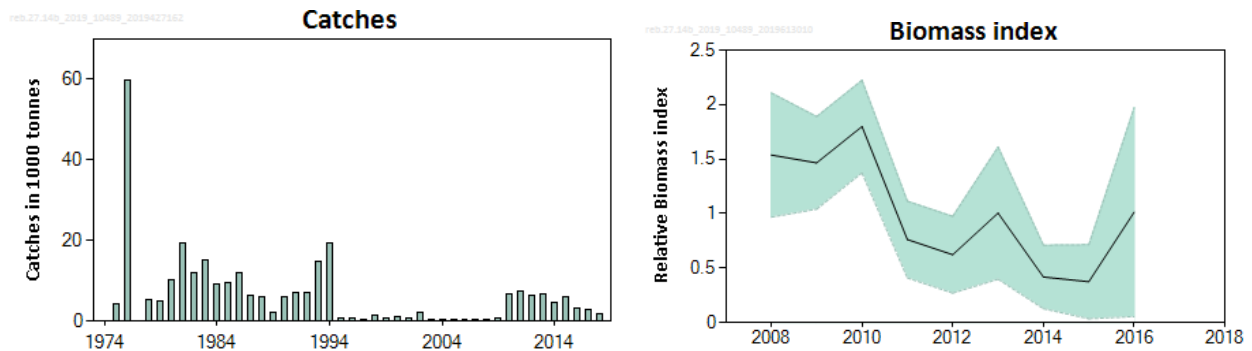 reb.27.14b_2019_10489_2019427162
Catches
Catches in 1000 tonnes
60
40
20
0
1974 1984 1994 2004 2014
reb.27.14b_2019_10489_2019613010
Biomass index
Relative Biomass index
2.5
2
1.5
1
0.5
0
2008 2010 2012 2014 2016 2018